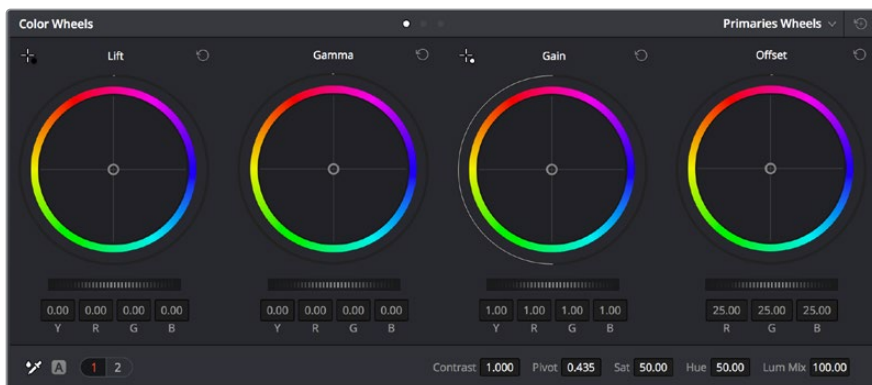 Color Wheels Primaries Wheels
Lift Gamma Gain Offset
0.00 0.00 0.00 0.00 0.00 0.00 0.00 0.00 1.00 1.00 1.00 1.00 25.00 25.00 25.00
Y R G B Y R G B Y R G B R G B
A 1 2 Contrast 1.000 Pivot 0.435 Sat 50.00 Hue 50.00 Lum Mix 100.00